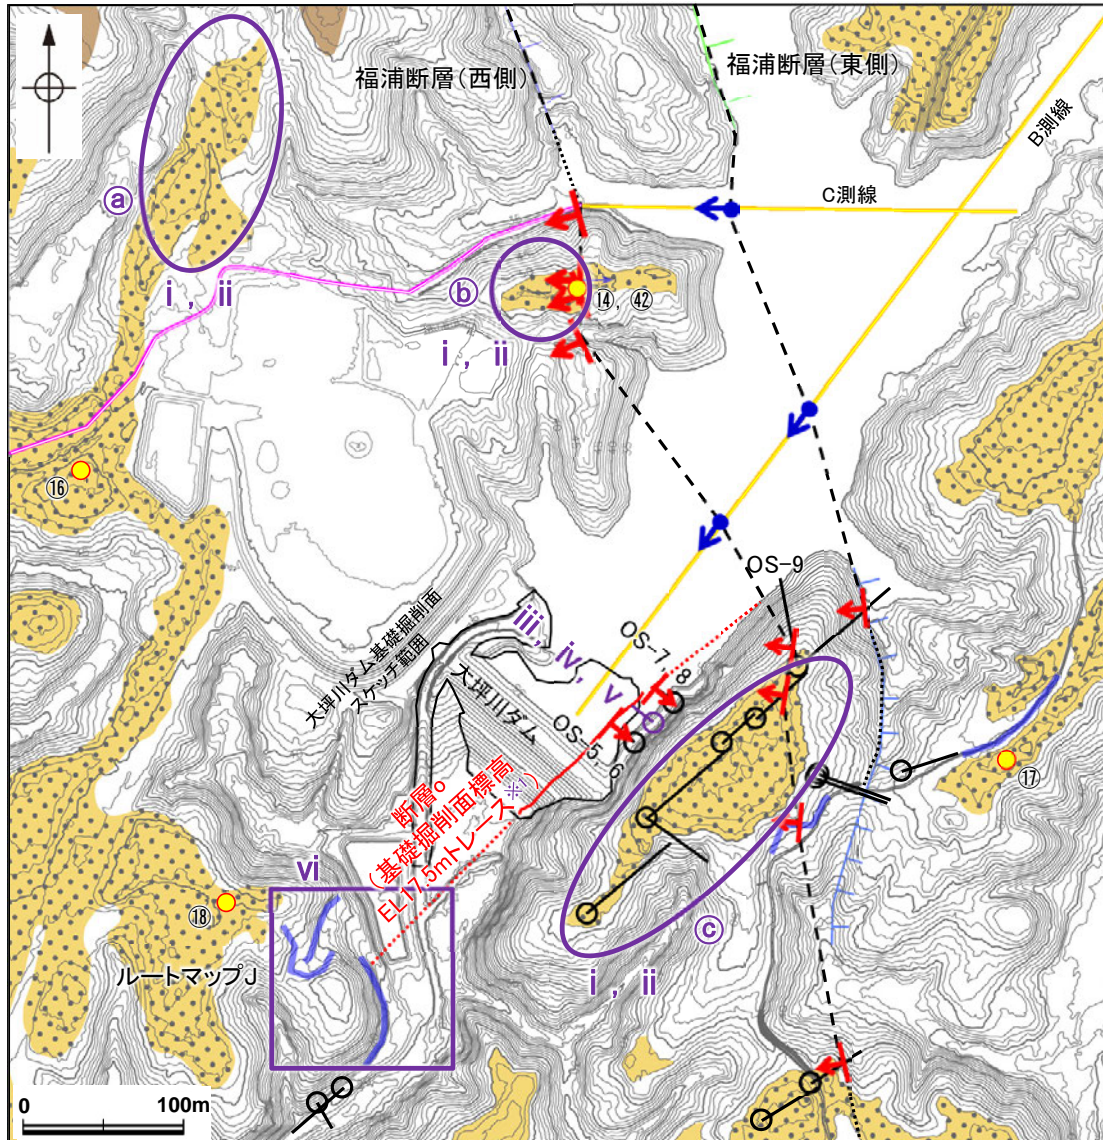 福浦断層(西側)
福浦断層(東側)
B測線
C測線
ⓐ
ⅰ , ⅱ
ⓑ
⑭, ㊷
ⅰ , ⅱ
⑯
OS-9
大坪川ダム基礎掘削面
スケッチ範囲
ⅲ, ⅳ, ⅴ
OS-7, 8
大坪川ダム
OS-5, 6
断層o
(基礎掘削面標高
EL17.5mトレース※1)
⑰
ⅵ
⑱
ⓒ
ⅰ , ⅱ
ルートマップJ
0 100m